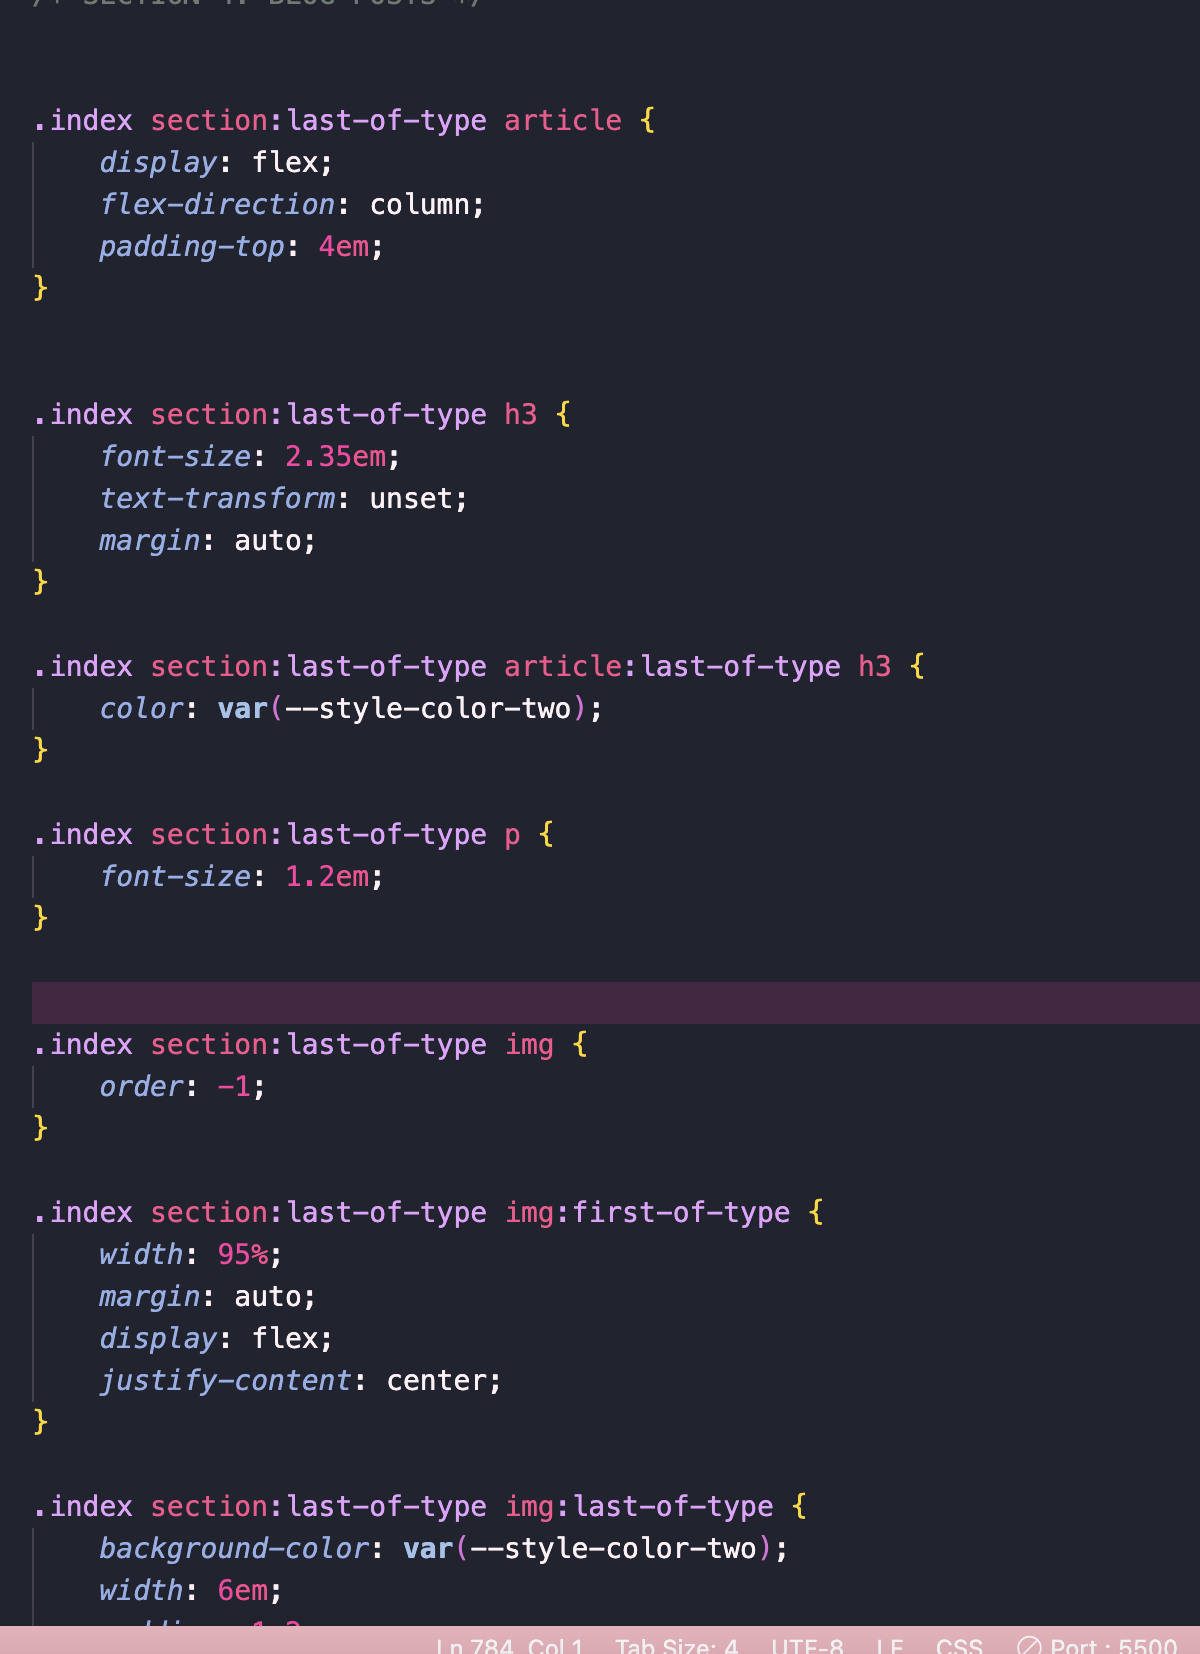 /* SECTION 4: BLOG POSTS */
.index section:last-of-type article {
display: flex;
flex-direction: column;
padding-top: 4em;
}
.index section:last-of-type h3 {
font-size: 2.35em;
text-transform: unset;
margin: auto;
}
.index section:last-of-type article:last-of-type h3 {
color: var(--style-color-two);
}
.index section:last-of-type p {
font-size: 1.2em;
}
.index section:last-of-type img {
order: -1;
}
.index section:last-of-type img:first-of-type {
width: 95%;
margin: auto;
display: flex;
justify-content: center;
}
.index section:last-of-type img:last-of-type {
background-color: var(--style-color-two);
width: 6em;
Ln 784, Col 1 Tab Size: 4 UTF-8 LF CSS Port : 5500